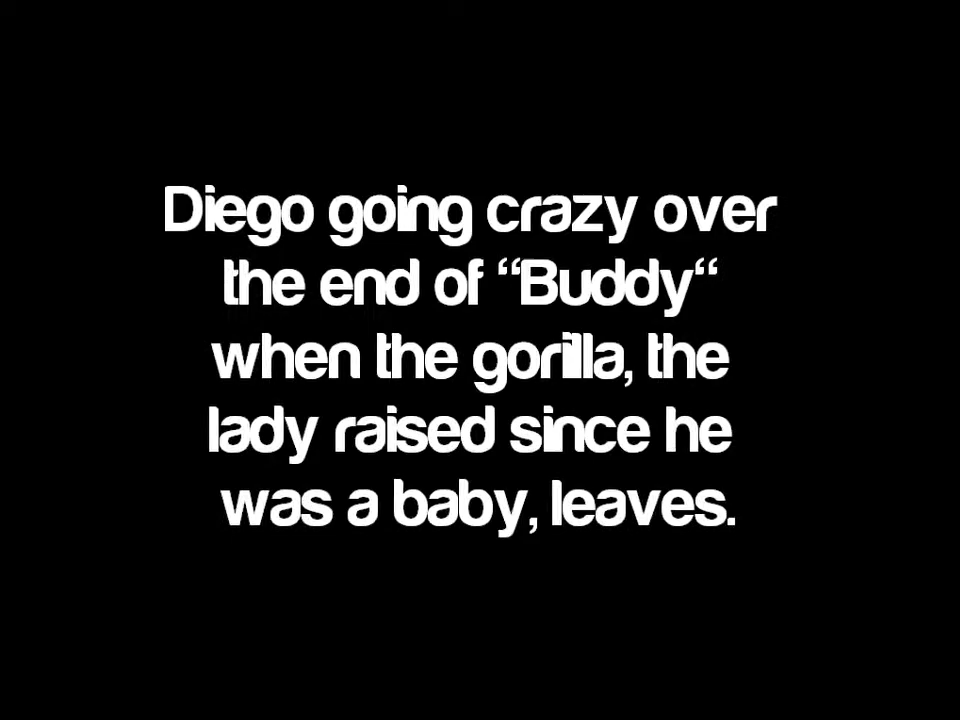 Diego going crazy over
the end of “Buddy“
when the gorilla, the
lady raised since he
was a baby, leaves.